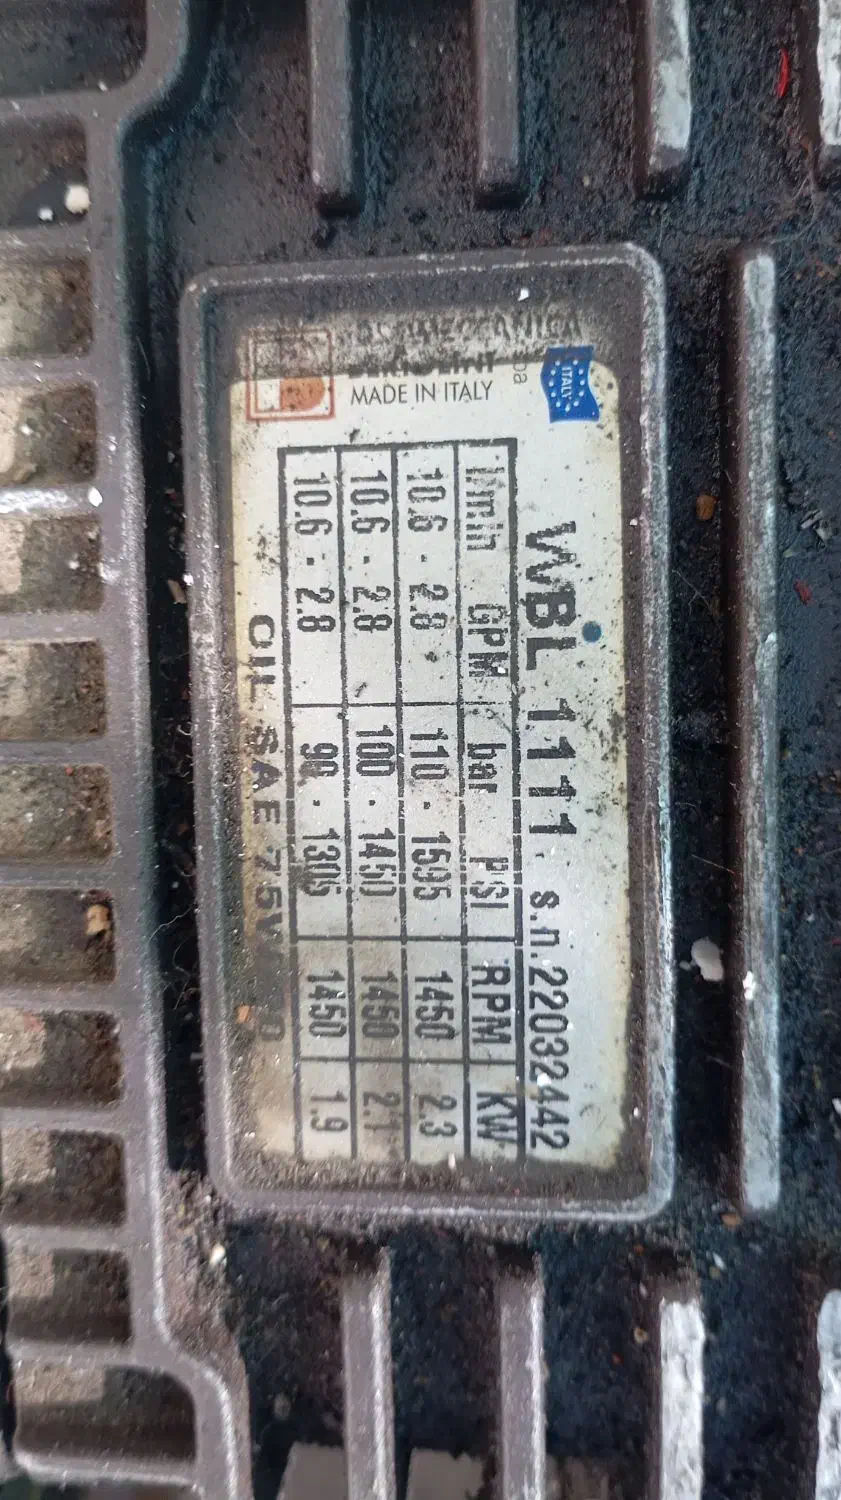 MADE IN ITALY
ITALY
WBL 1111 s.n.22032442
l/min GPM bar PSI RPM KW
10.6 - 2.8 110 - 1595 1450 2.3
10.6 - 2.8 100 - 1450 1450 2.1
10.6 - 2.8 90 - 1305 1450 1.9
OIL SAE